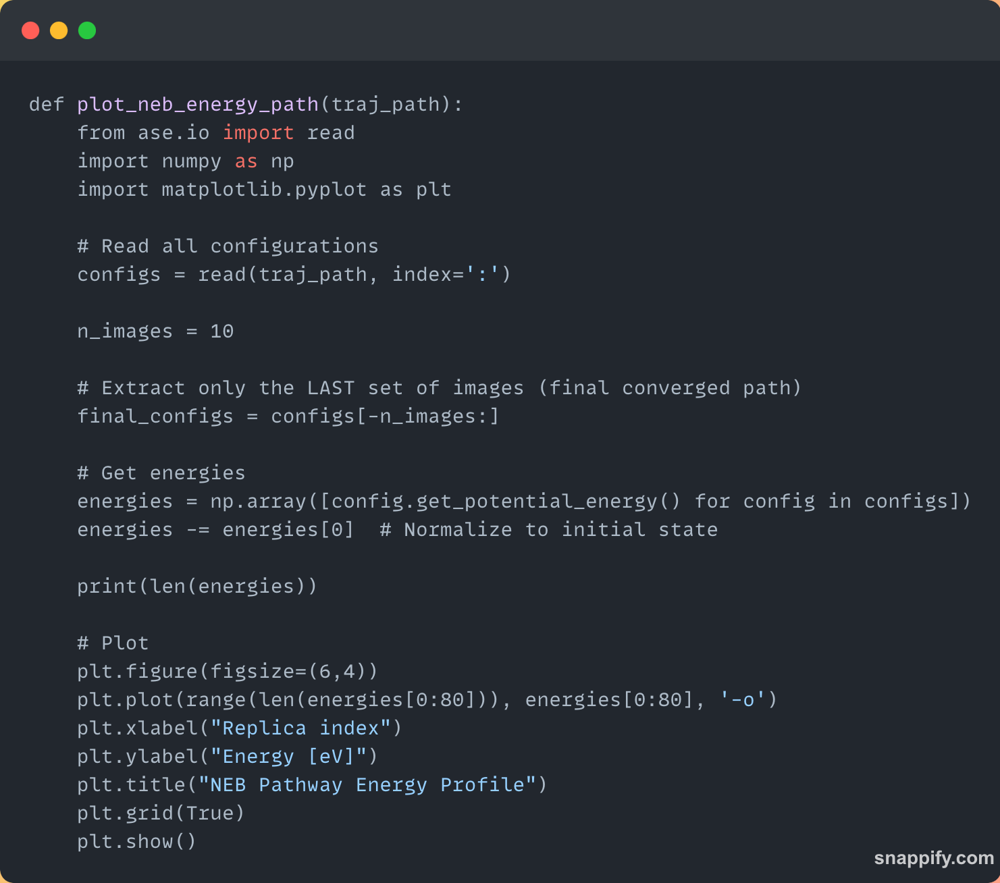 def plot_neb_energy_path(traj_path):
    from ase.io import read
    import numpy as np
    import matplotlib.pyplot as plt

    # Read all configurations
    configs = read(traj_path, index=':')

    n_images = 10

    # Extract only the LAST set of images (final converged path)
    final_configs = configs[-n_images:]

    # Get energies
    energies = np.array([config.get_potential_energy() for config in configs])
    energies -= energies[0]  # Normalize to initial state

    print(len(energies))

    # Plot
    plt.figure(figsize=(6,4))
    plt.plot(range(len(energies[0:80])), energies[0:80], '-o')
    plt.xlabel("Replica index")
    plt.ylabel("Energy [eV]")
    plt.title("NEB Pathway Energy Profile")
    plt.grid(True)
    plt.show()
snappify.com